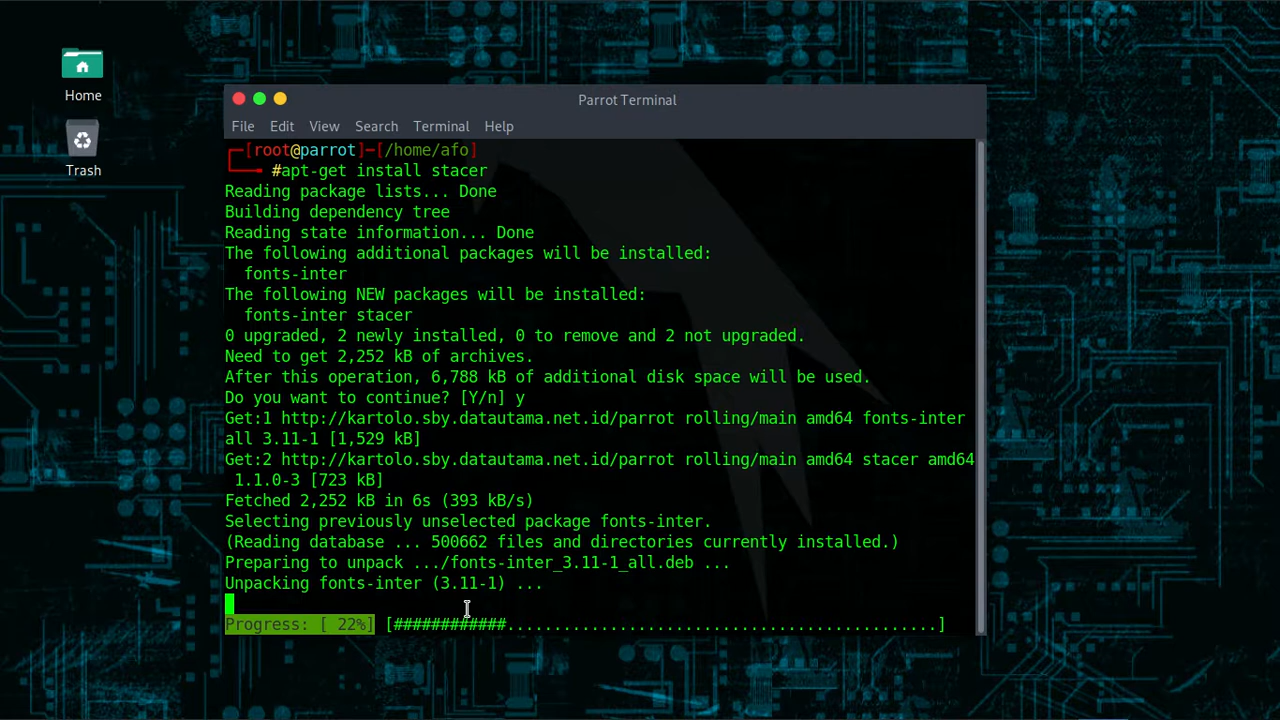 Home
Trash
Parrot Terminal
File Edit View Search Terminal Help
┌─[root@parrot]─[/home/afo]
└──╼ #apt-get install stacer
Reading package lists... Done
Building dependency tree
Reading state information... Done
The following additional packages will be installed:
  fonts-inter
The following NEW packages will be installed:
  fonts-inter stacer
0 upgraded, 2 newly installed, 0 to remove and 2 not upgraded.
Need to get 2,252 kB of archives.
After this operation, 6,788 kB of additional disk space will be used.
Do you want to continue? [Y/n] y
Get:1 http://kartolo.sby.datautama.net.id/parrot rolling/main amd64 fonts-inter
all 3.11-1 [1,529 kB]
Get:2 http://kartolo.sby.datautama.net.id/parrot rolling/main amd64 stacer amd64
 1.1.0-3 [723 kB]
Fetched 2,252 kB in 6s (393 kB/s)
Selecting previously unselected package fonts-inter.
(Reading database ... 500662 files and directories currently installed.)
Preparing to unpack .../fonts-inter_3.11-1_all.deb ...
Unpacking fonts-inter (3.11-1) ...
Progress: [ 22%] [############..............................................]